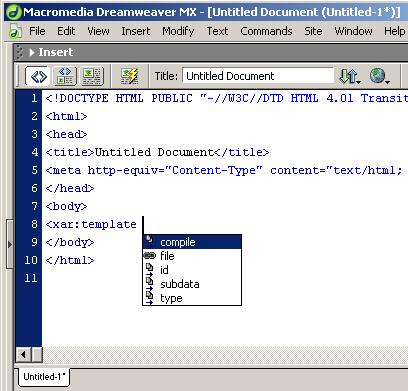 Macromedia Dreamweaver MX - [Untitled Document (Untitled-1*)]
File Edit View Insert Modify Text Commands Site Window
Insert
Title: Untitled Document
1 <!DOCTYPE HTML PUBLIC "-//W3C//DTD HTML 4.01 Transit
2 <html>
3 <head>
4 <title>Untitled Document</title>
5 <meta http-equiv="Content-Type" content="text/html;
6 </head>
7 <body>
8 <xar:template
9 </body>
10 </html>
11
compile
file
id
subdata
type
Untitled-1*